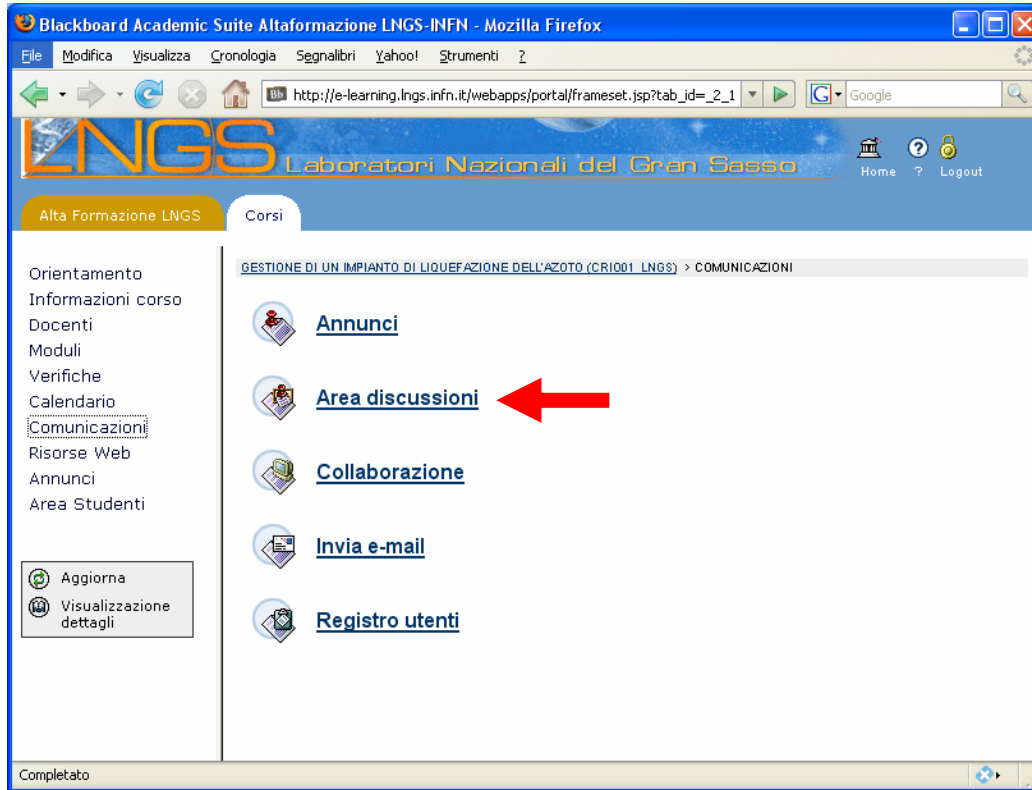 Blackboard Academic Suite Altaformazione LNGS-INFN - Mozilla Firefox
File Modifica Visualizza Cronologia Segnalibri Yahoo! Strumenti ?
http://e-learning.lngs.infn.it/webapps/portal/frameset.jsp?tab_id=_2_1
Google
LNGS
Laboratori Nazionali del Gran Sasso
Home ? Logout
Alta Formazione LNGS
Corsi
Orientamento
Informazioni corso
Docenti
Moduli
Verifiche
Calendario
Comunicazioni
Risorse Web
Annunci
Area Studenti
Aggiorna
Visualizzazione
dettagli
GESTIONE DI UN IMPIANTO DI LIQUEFAZIONE DELL'AZOTO (CRIO01_LNGS) > COMUNICAZIONI
Annunci
Area discussioni
Collaborazione
Invia e-mail
Registro utenti
Completato